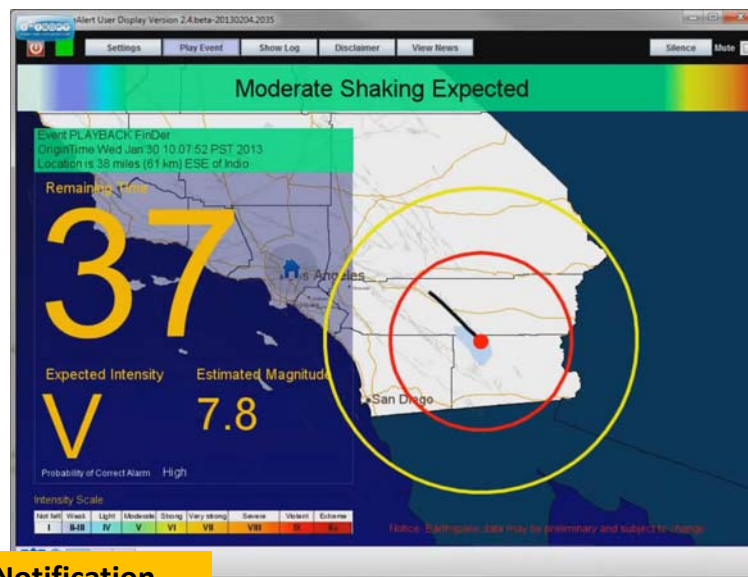 Alert User Display Version 2.4.beta-20130204.2035
Settings Play Event Show Log Disclaimer View News Silence Mute
Moderate Shaking Expected
Event PLAYBACK FinDer
OriginTime Wed Jan 30 10:07:52 PST 2013
Location is 38 miles (61 km) ESE of Indio
Remaining Time
37
Angeles
Expected Intensity Estimated Magnitude
V 7.8
San Diego
Probability of Correct Alarm High
Intensity Scale
Not felt Weak Light Moderate Strong Very strong Severe Violent Extreme
I II-III IV V VI VII VIII IX
Notice: Earthquake data may be preliminary and subject to change.
Notification